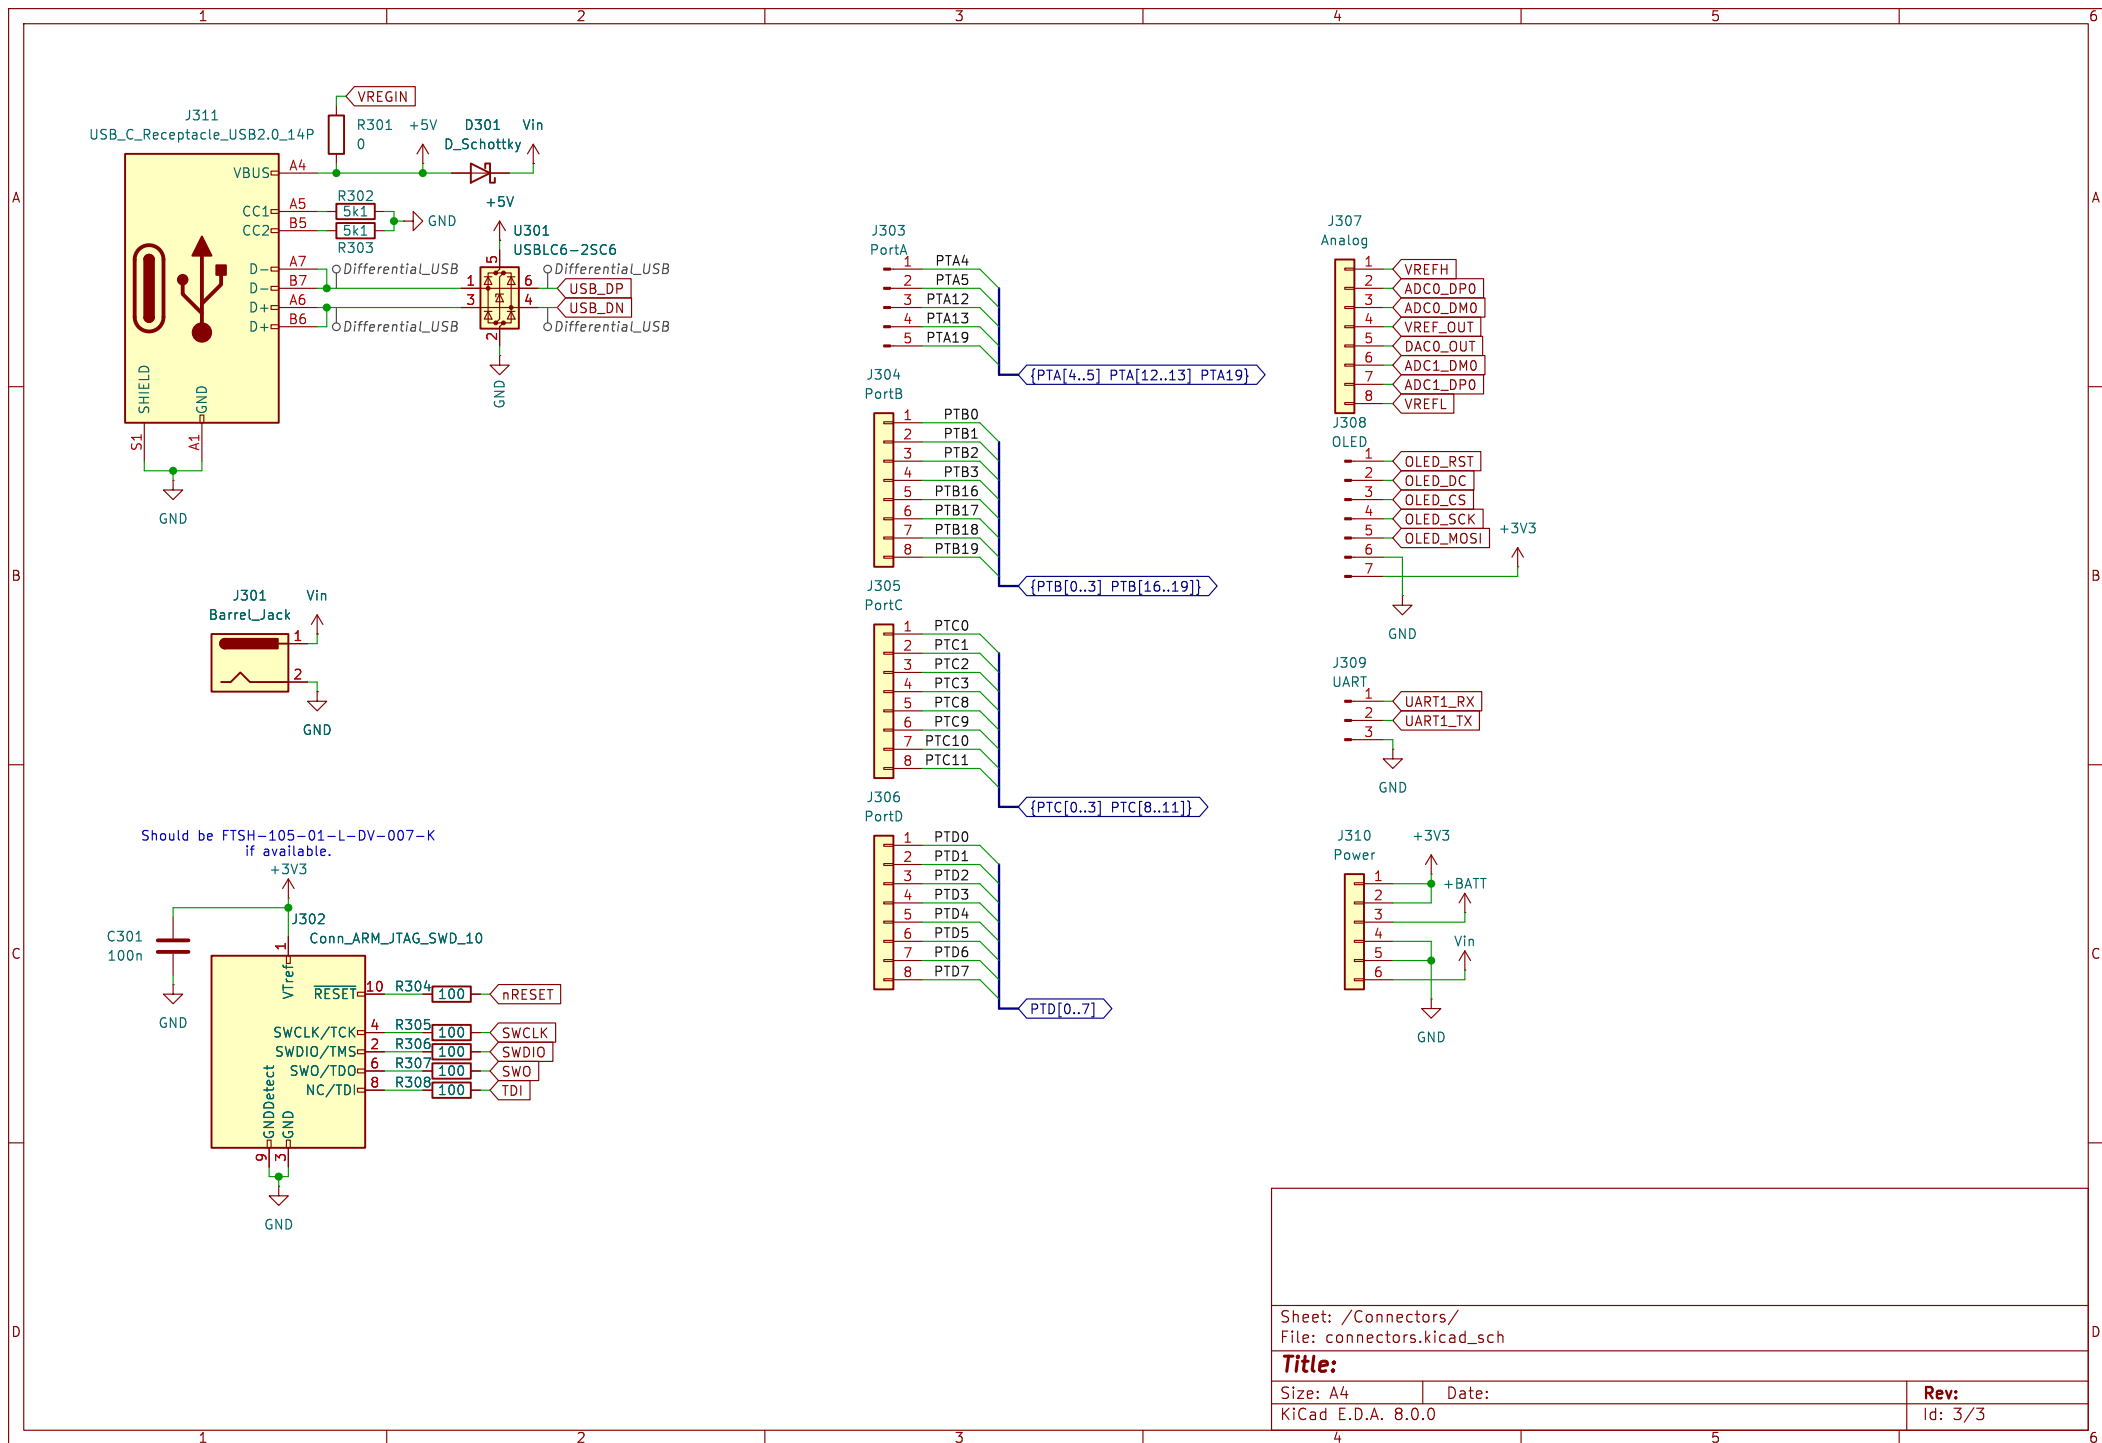 1 2 3 4 5 6
A
B
C
D
A
B
C
D
1 2 3 4 5 6
J311
USB_C_Receptacle_USB2.0_14P
VBUS A4
CC1 A5
CC2 B5
D- A7
D- B7
D+ A6
D+ B6
SHIELD
GND
S1
A1
GND
VREGIN
R301
0
+5V
D301
D_Schottky
Vin
R302
5k1
5k1
R303
GND
Differential_USB
Differential_USB
+5V
U301
USBLC6-2SC6
5
1
3
6
4
2
GND
Differential_USB
USB_DP
USB_DN
Differential_USB
J301
Barrel_Jack
Vin
1
2
GND
Should be FTSH-105-01-L-DV-007-K
if available.
+3V3
C301
100n
GND
J302
Conn_ARM_JTAG_SWD_10
1
VTref
RESET 10 R304 100 nRESET
SWCLK/TCK 4 R305 100 SWCLK
SWDIO/TMS 2 R306 100 SWDIO
SWO/TDO 6 R307 100 SWO
NC/TDI 8 R308 100 TDI
GNDDetect
GND
9
3
GND
J303
PortA
1 PTA4
2 PTA5
3 PTA12
4 PTA13
5 PTA19
{PTA[4..5] PTA[12..13] PTA19}
J304
PortB
1 PTB0
2 PTB1
3 PTB2
4 PTB3
5 PTB16
6 PTB17
7 PTB18
8 PTB19
{PTB[0..3] PTB[16..19]}
J305
PortC
1 PTC0
2 PTC1
3 PTC2
4 PTC3
5 PTC8
6 PTC9
7 PTC10
8 PTC11
{PTC[0..3] PTC[8..11]}
J306
PortD
1 PTD0
2 PTD1
3 PTD2
4 PTD3
5 PTD4
6 PTD5
7 PTD6
8 PTD7
PTD[0..7]
J307
Analog
1 VREFH
2 ADC0_DP0
3 ADC0_DM0
4 VREF_OUT
5 DAC0_OUT
6 ADC1_DM0
7 ADC1_DP0
8 VREFL
J308
OLED
1 OLED_RST
2 OLED_DC
3 OLED_CS
4 OLED_SCK
5 OLED_MOSI
6
7
+3V3
GND
J309
UART
1 UART1_RX
2 UART1_TX
3
GND
J310
Power
+3V3
1
2
3
4
5
6
+BATT
Vin
GND
Sheet: /Connectors/
File: connectors.kicad_sch
Title:
Size: A4 Date: Rev:
KiCad E.D.A. 8.0.0 Id: 3/3